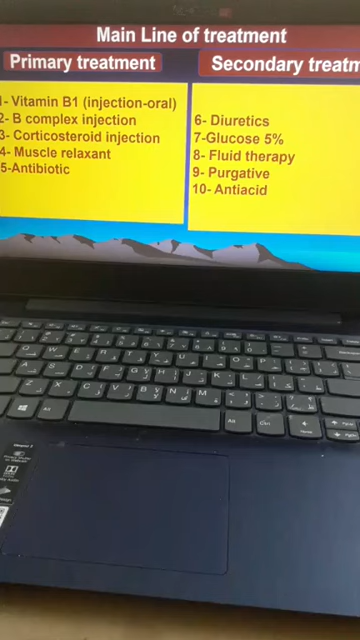 Main Line of treatment
Primary treatment
Secondary treatm
1- Vitamin B1 (injection-oral)
2- B complex injection
3- Corticosteroid injection
4- Muscle relaxant
5-Antibiotic
6- Diuretics
7-Glucose 5%
8- Fluid therapy
9- Purgative
10- Antiacid